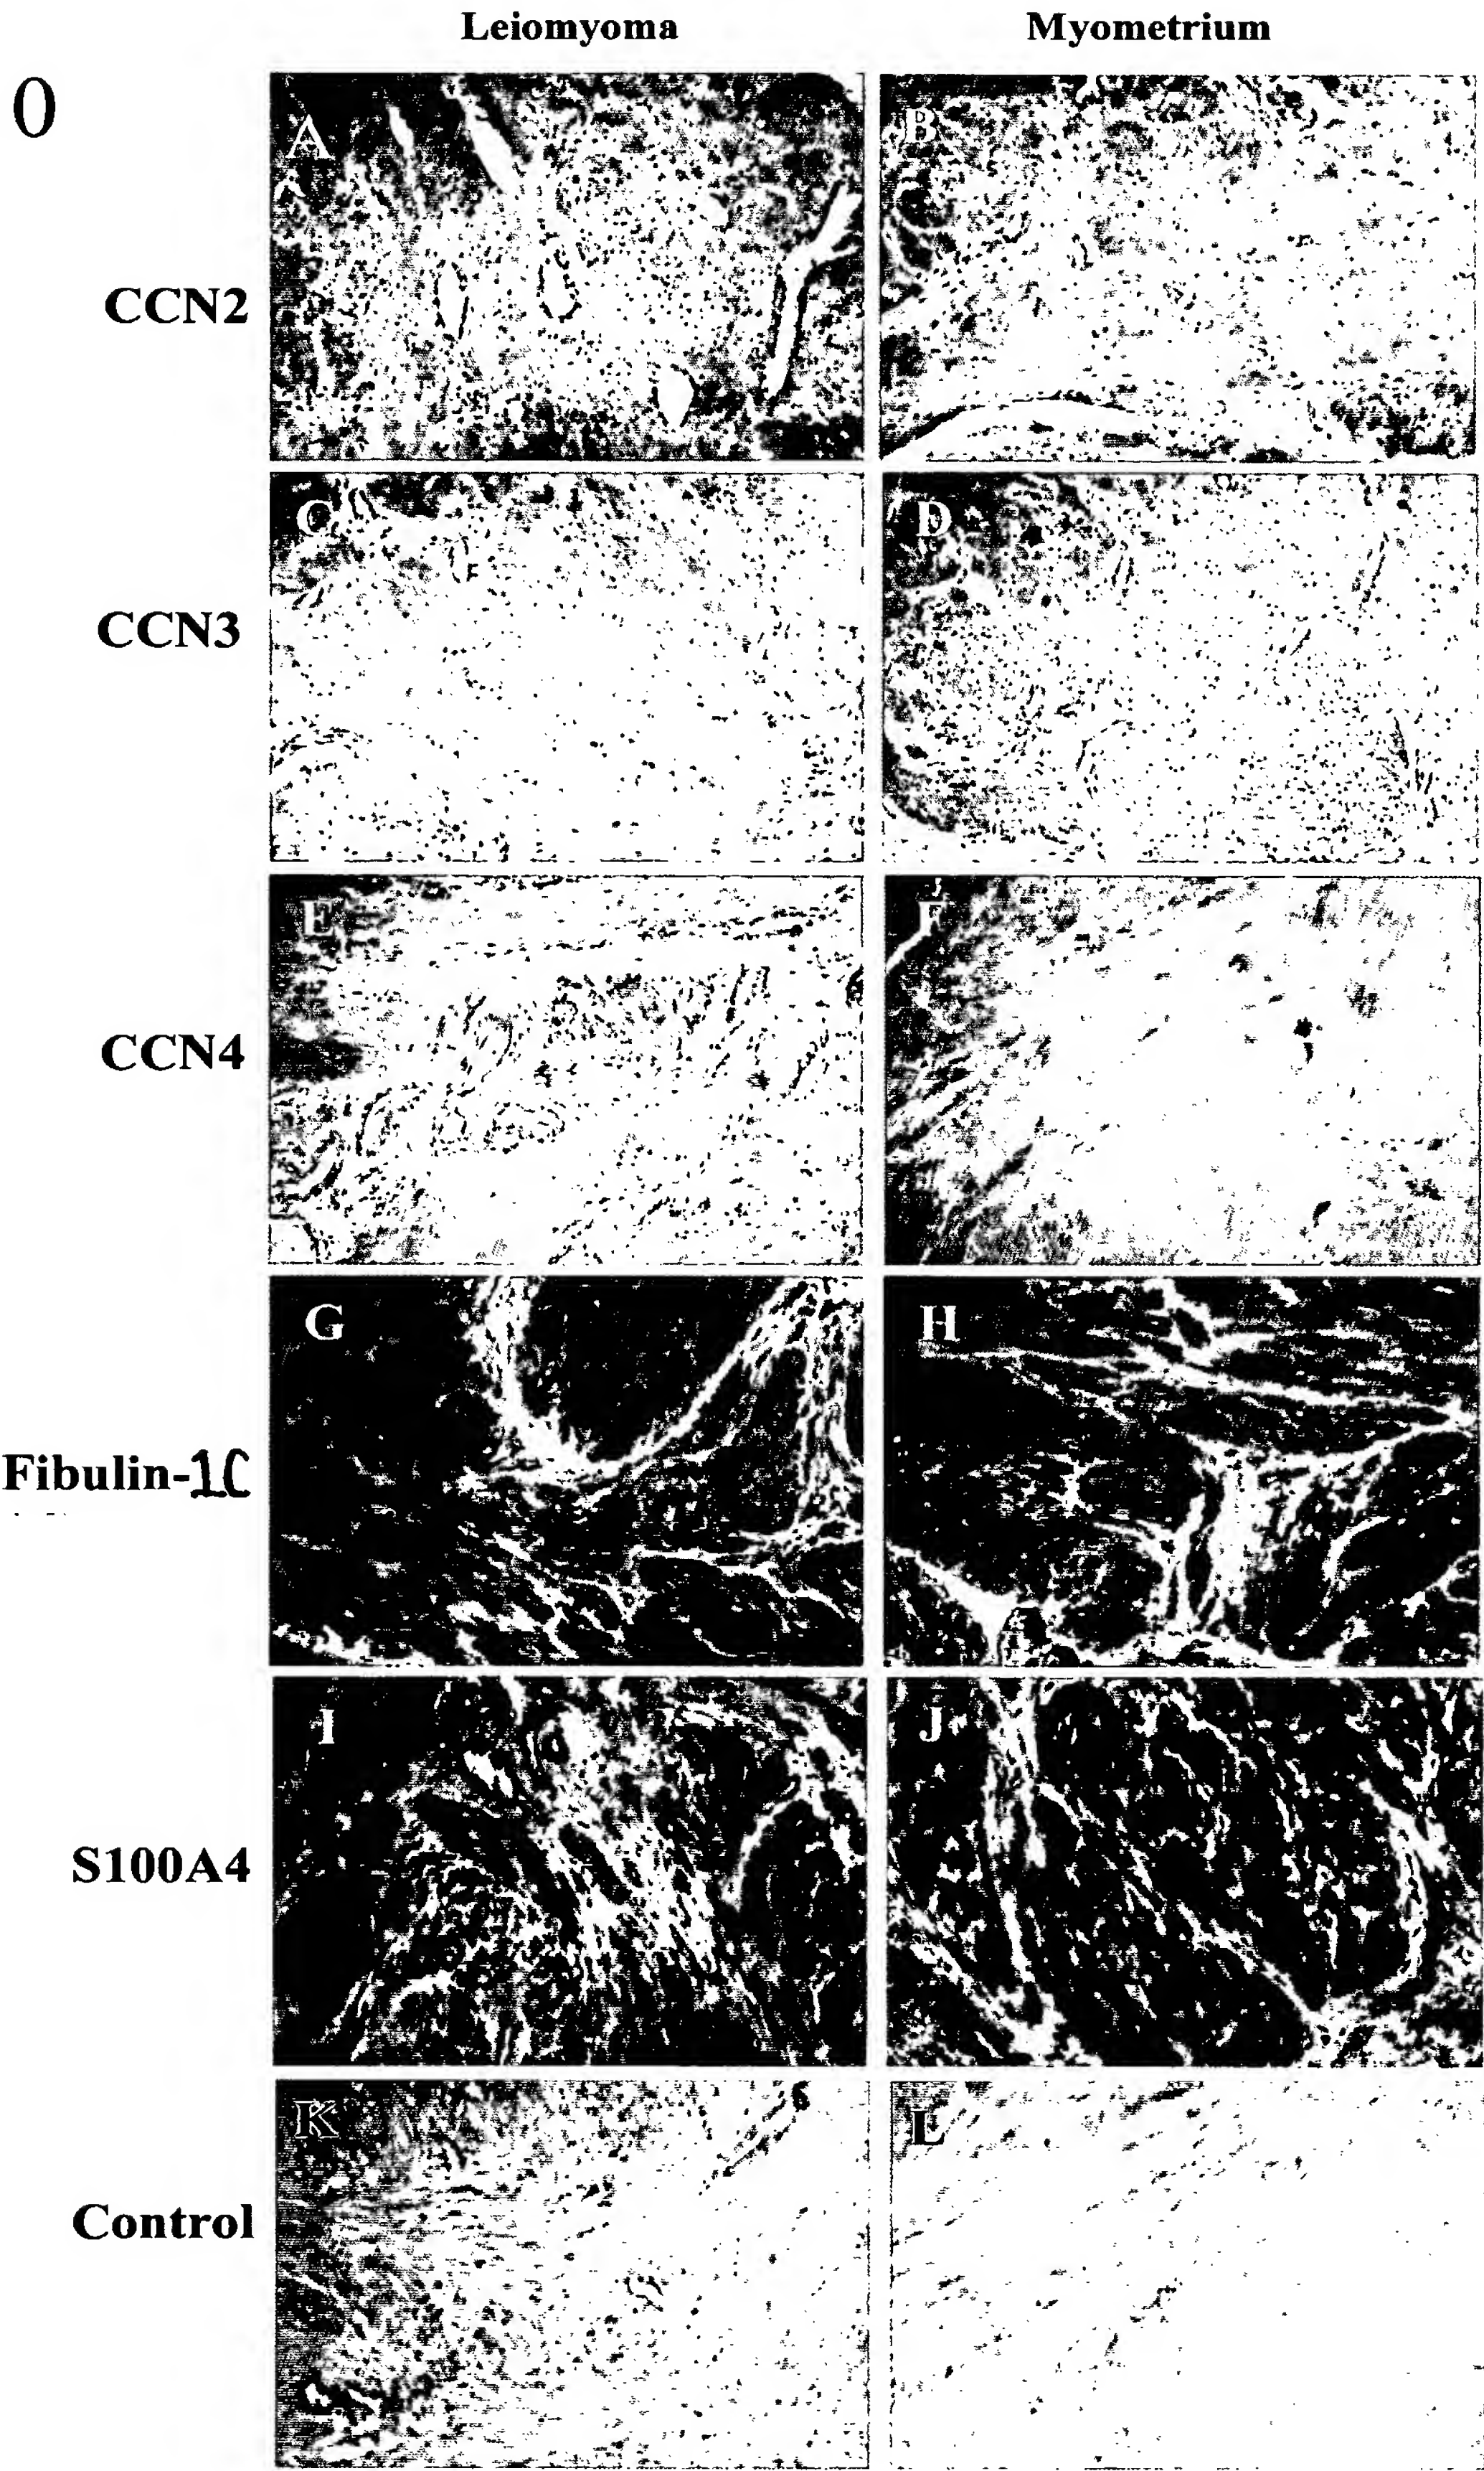 Leiomyoma Myometrium
0
A B
CCN2
C D
CCN3
E F
CCN4
G H
Fibulin-1C
I J
S100A4
K L
Control